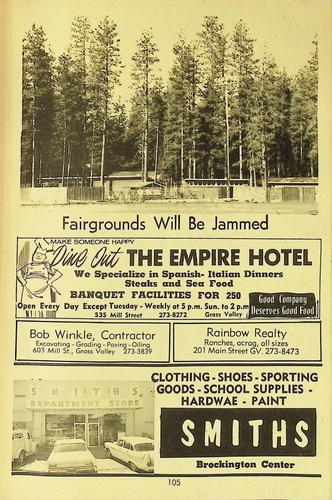 Fairgrounds Will Be Jammed
MAKE SOMEONE HAPPY
Dine Out THE EMPIRE HOTEL
We Specialize in Spanish- Italian Dinners
Steaks and Sea Food
BANQUET FACILITIES FOR 250
Open Every Day Except Tuesday - Weekly at 5 p.m. Sun. to 2 p.m.
535 Mill Street 273-8272 Grass Valley
Good Company
Deserves Good Food
Bob Winkle, Contractor
Excavating - Grading - Paving - Oiling
603 Mill St., Grass Valley 273-3839
Rainbow Realty
Ranches, acrag, all sizes
201 Main Street GV. 273-8473
SMITHS
DEPARTMENT STORE
CLOTHING - SHOES - SPORTING
GOODS - SCHOOL SUPPLIES -
HARDWAE - PAINT
SMITHS
Brockington Center
105